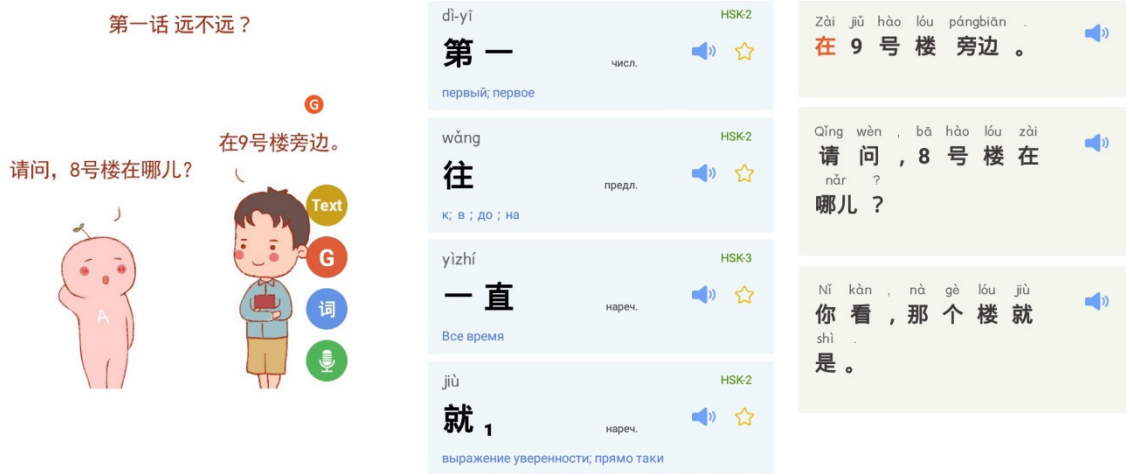 第一话 远不远？
G
在9号楼旁边。
请问，8号楼在哪儿？
Text
G
词
A
dì-yī
HSK-2
第一
числ.
первый; первое
wǎng
HSK-2
往
предл.
к; в ; до ; на
yìzhí
HSK-3
一直
нареч.
Все время
jiù
HSK-2
就 1
нареч.
выражение уверенности; прямо таки
Zài jiǔ hào lóu pángbiān .
在 9 号 楼 旁边 。
Qǐng wèn , bā hào lóu zài
请 问 , 8 号 楼 在
nǎr ?
哪儿 ？
Nǐ kàn , nà gè lóu jiù
你 看 , 那 个 楼 就
shì .
是 。